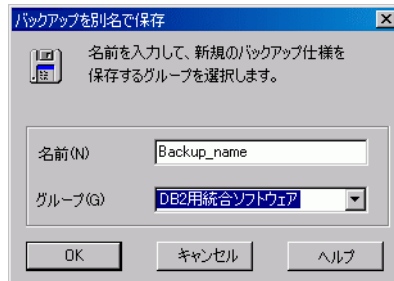 バックアップを別名で保存
名前を入力して、新規のバックアップ仕様を
保存するグループを選択します。
名前(N)
Backup_name
グループ(G)
DB2用統合ソフトウェア
OK
キャンセル
ヘルプ